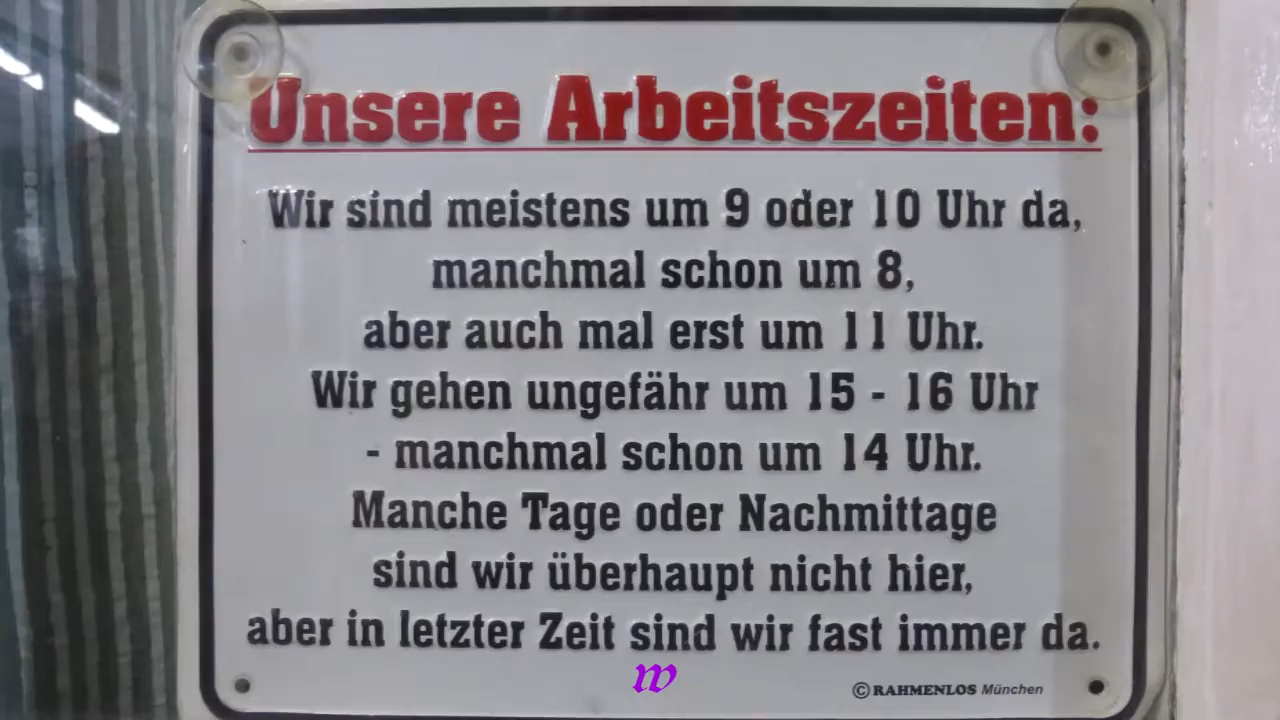 Unsere Arbeitszeiten:
Wir sind meistens um 9 oder 10 Uhr da,
manchmal schon um 8,
aber auch mal erst um 11 Uhr.
Wir gehen ungefähr um 15 - 16 Uhr
- manchmal schon um 14 Uhr.
Manche Tage oder Nachmittage
sind wir überhaupt nicht hier,
aber in letzter Zeit sind wir fast immer da.
w
© RAHMENLOS München